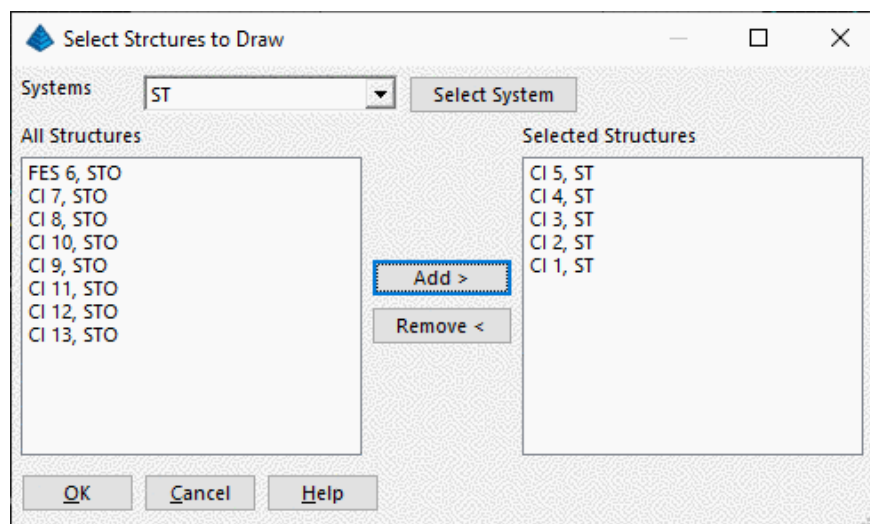 Select Strctures to Draw
Systems
ST
Select System
All Structures
Selected Structures
FES 6, STO
CI 7, STO
CI 8, STO
CI 10, STO
CI 9, STO
CI 11, STO
CI 12, STO
CI 13, STO
Add >
Remove <
CI 5, ST
CI 4, ST
CI 3, ST
CI 2, ST
CI 1, ST
OK
Cancel
Help